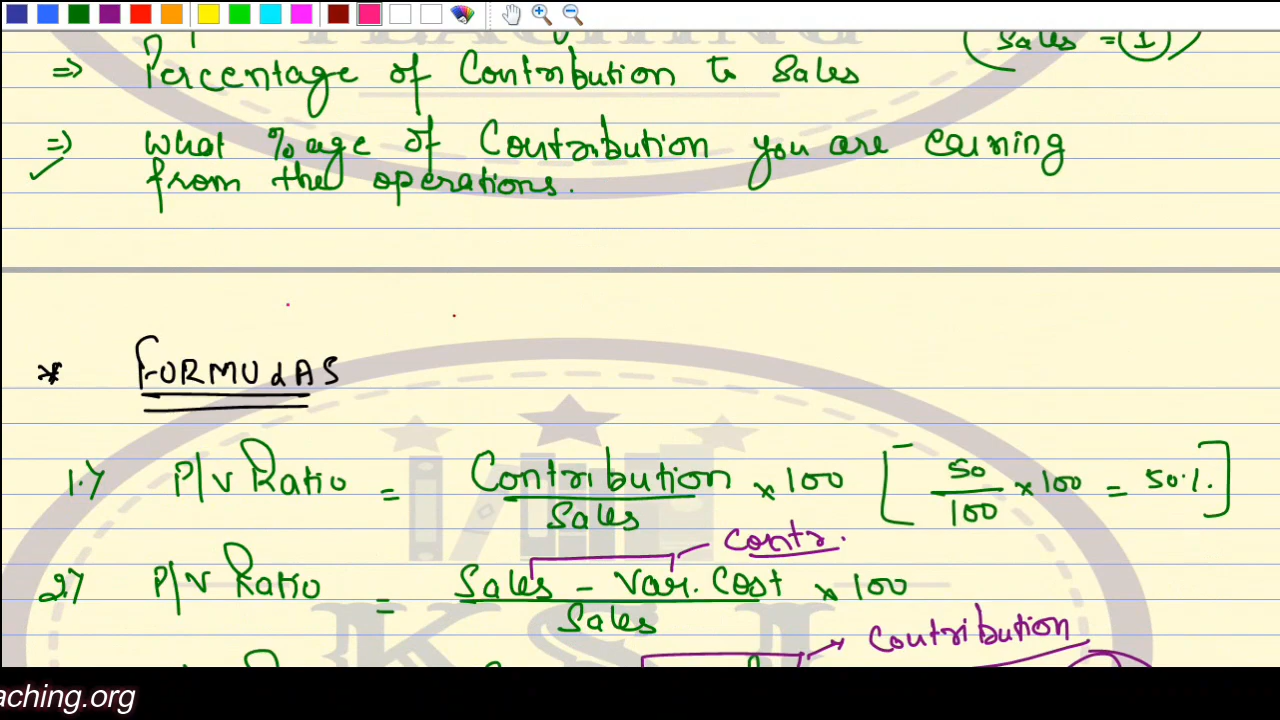 TEACHING
Sales = 1
=> Percentage of Contribution to Sales
=> What %age of Contribution you are earning
from the operations.
* FORMULAS
1.) P/V Ratio = Contribution / Sales × 100 [ 50 / 100 × 100 = 50%. ]
Contr.
2) P/V Ratio = Sales - Var. Cost / Sales × 100
Contribution
KSJ
aching.org